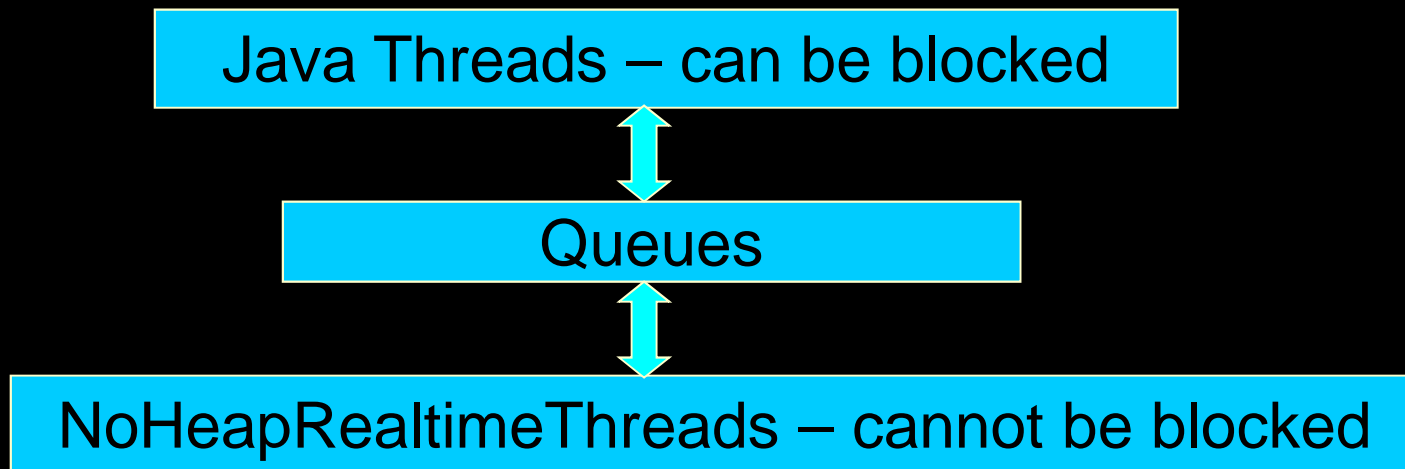 Java Threads – can be blocked
Queues
NoHeapRealtimeThreads – cannot be blocked